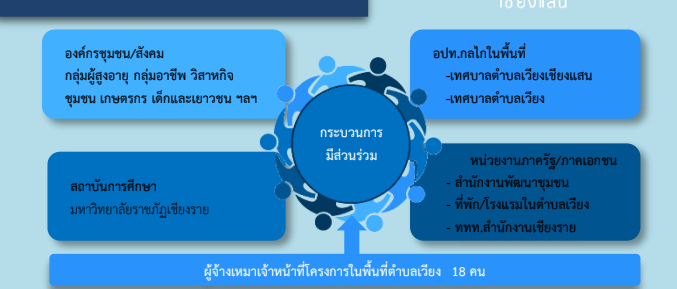 เชียงแสน
องค์กรชุมชน/สังคม
กลุ่มผู้สูงอายุ กลุ่มอาชีพ วิสาหกิจ
ชุมชน เกษตรกร เด็กและเยาวชน ฯลฯ
อปท.กลไกในพื้นที่
-เทศบาลตำบลเวียงเชียงแสน
-เทศบาลตำบลเวียง
กระบวนการ
มีส่วนร่วม
สถาบันการศึกษา
มหาวิทยาลัยราชภัฏเชียงราย
หน่วยงานภาครัฐ/ภาคเอกชน
- สำนักงานพัฒนาชุมชน
- ที่พัก/โรงแรมในตำบลเวียง
- ททท.สำนักงานเชียงราย
ผู้จ้างเหมาเจ้าหน้าที่โครงการในพื้นที่ตำบลเวียง 18 คน